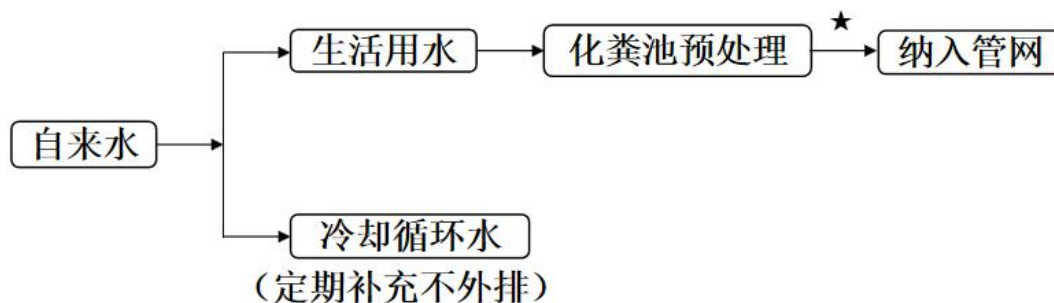 ★
生活用水
化粪池预处理
纳入管网
自来水
冷却循环水
（定期补充不外排）